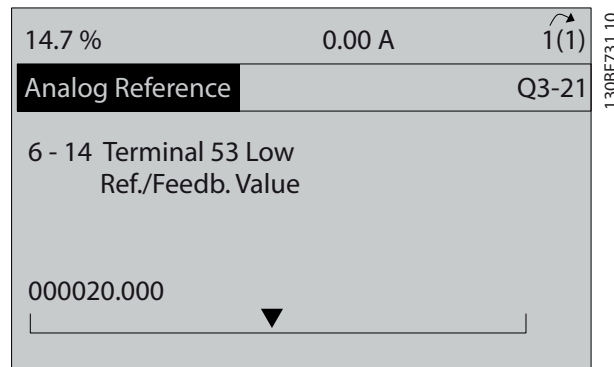 14.7 % 0.00 A 1(1)
Analog Reference Q3-21
6 - 14 Terminal 53 Low
Ref./Feedb. Value
000020.000
130BF731.10